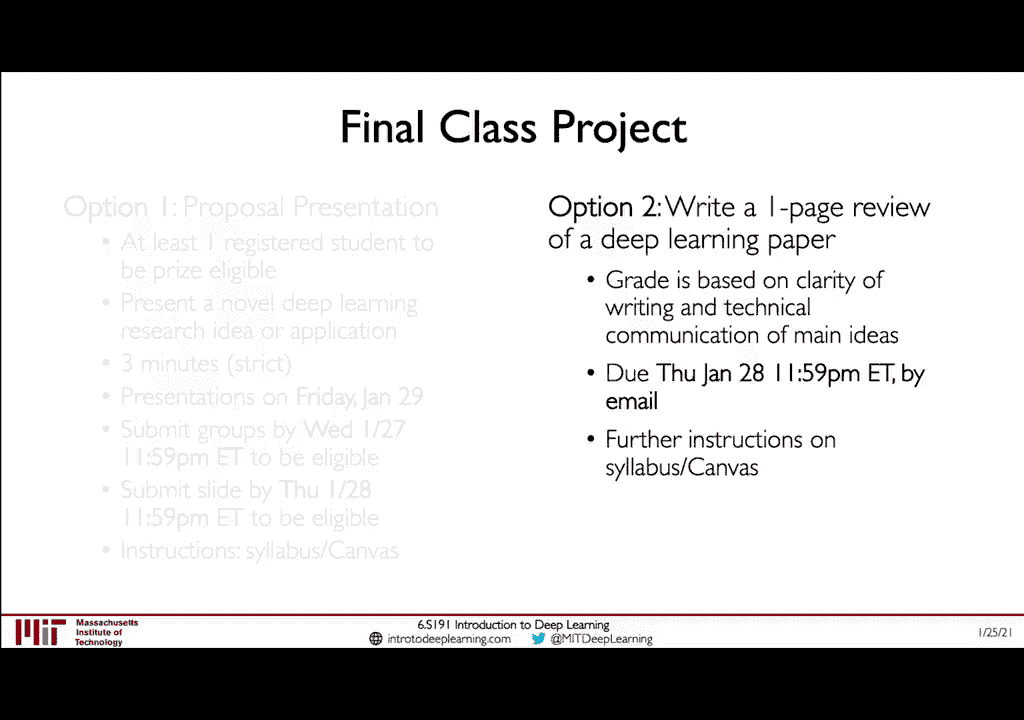 Final Class Project
Option 1: Proposal Presentation
• At least 1 registered student to
be prize eligible
• Present a novel deep learning
research idea or application
• 3 minutes (strict)
• Presentations on Friday, Jan 29
• Submit groups by Wed 1/27
11:59pm ET to be eligible
• Submit slide by Thu 1/28
11:59pm ET to be eligible
• Instructions: syllabus/Canvas
Option 2: Write a 1-page review
of a deep learning paper
• Grade is based on clarity of
writing and technical
communication of main ideas
• Due Thu Jan 28 11:59pm ET, by
email
• Further instructions on
syllabus/Canvas
Massachusetts
Institute of
Technology
6.S191 Introduction to Deep Learning
introtodeeplearning.com @MITDeepLearning
1/25/21